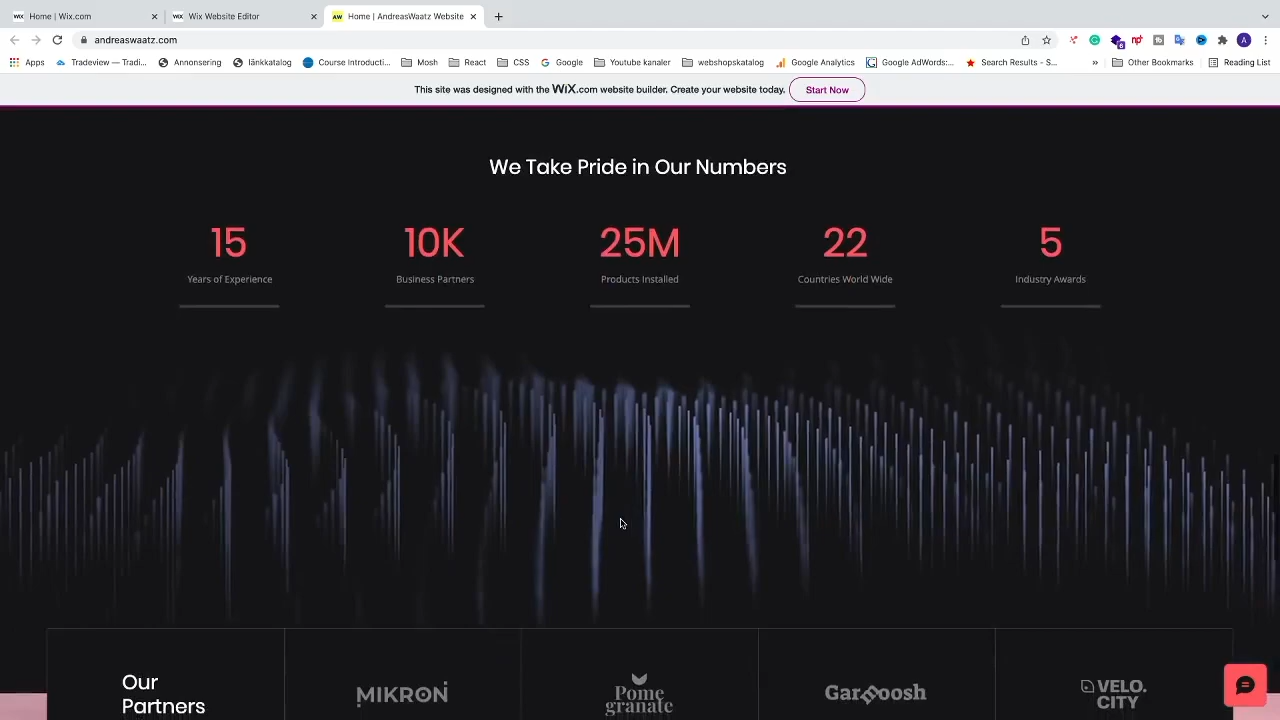 Home | Wix.com
Wix Website Editor
Home | AndreasWaatz Website
andreaswaatz.com
Apps
Tradeview — Tradi...
Annonsering
länkkatalog
Course Introducti...
Mosh
React
CSS
Google
Youtube kanaler
webshopskatalog
Google Analytics
Google AdWords:...
Search Results - S...
»
Other Bookmarks
Reading List
This site was designed with the WiX.com website builder. Create your website today.
Start Now
We Take Pride in Our Numbers
15
10K
25M
22
5
Years of Experience
Business Partners
Products Installed
Countries World Wide
Industry Awards
Our
Partners
MIKRON
Pome
granate
Gargoosh
VELO.
CITY